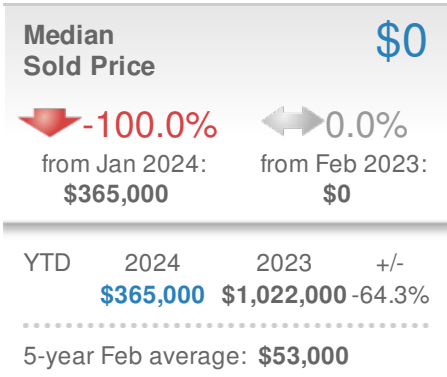 Median $0
Sold Price
-100.0% 0.0%
from Jan 2024: from Feb 2023:
$365,000 $0
YTD 2024 2023 +/-
$365,000 $1,022,000 -64.3%
5-year Feb average: $53,000